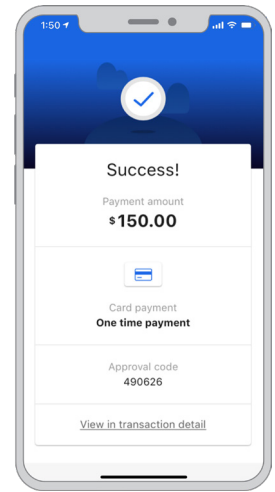 1:50
Success!
Payment amount
$150.00
Card payment
One time payment
Approval code
490626
View in transaction detail